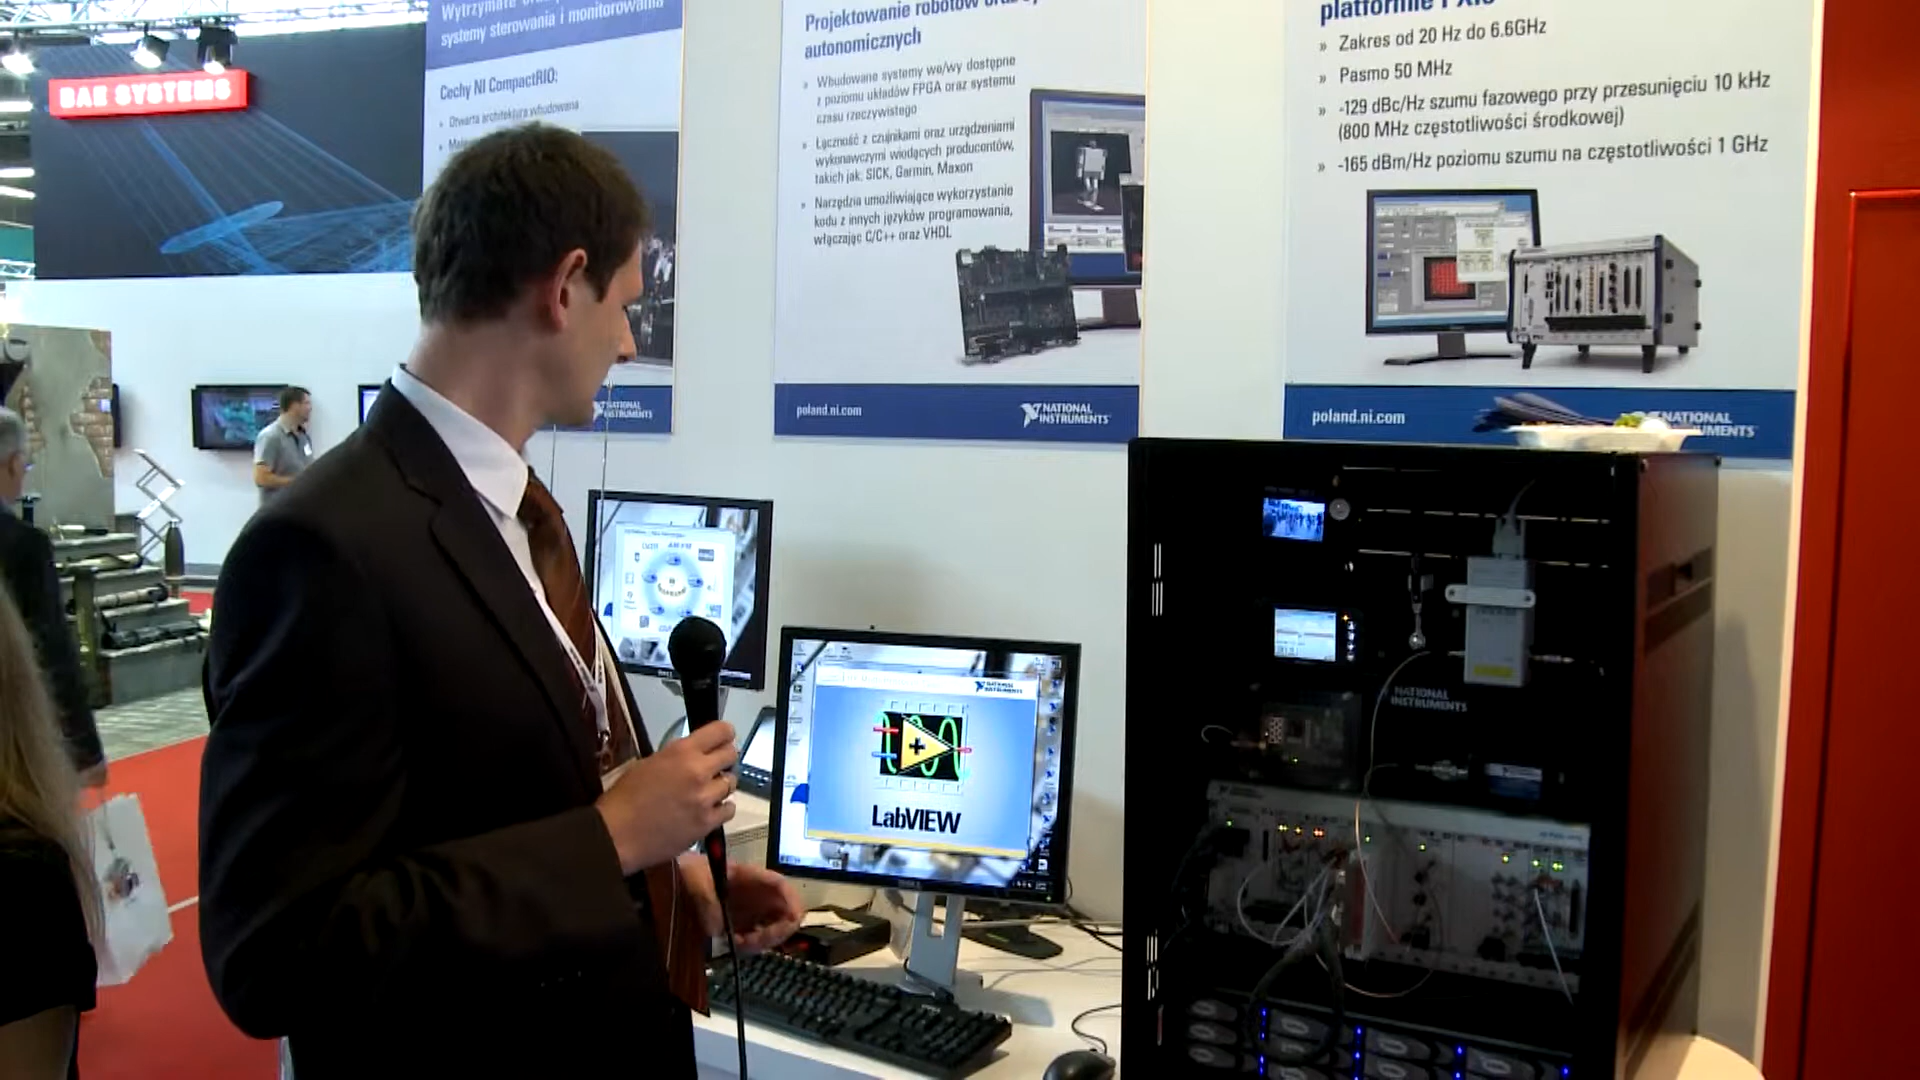 BAE SYSTEMS
Wytrzymałe
systemy sterowania i monitorowania
Cechy NI CompactRIO:
» Otwarta architektura wbudowana
NATIONAL
INSTRUMENTS
Projektowanie robotów oraz
autonomicznych
» Wbudowane systemy we/wy dostępne
z poziomu układów FPGA oraz systemu
czasu rzeczywistego
» Łączność z czujnikami oraz urządzeniami
wykonawczymi wiodących producentów,
takich jak: SICK, Garmin, Maxon
» Narzędzia umożliwiające wykorzystanie
kodu z innych języków programowania,
włączając C/C++ oraz VHDL
poland.ni.com
NATIONAL
INSTRUMENTS
platformie PXIe
» Zakres od 20 Hz do 6.6GHz
» Pasmo 50 MHz
» -129 dBc/Hz szumu fazowego przy przesunięciu 10 kHz
(800 MHz częstotliwości środkowej)
» -165 dBm/Hz poziomu szumu na częstotliwości 1 GHz
poland.ni.com
NATIONAL
INSTRUMENTS
NATIONAL
INSTRUMENTS
LabVIEW
NATIONAL
INSTRUMENTS